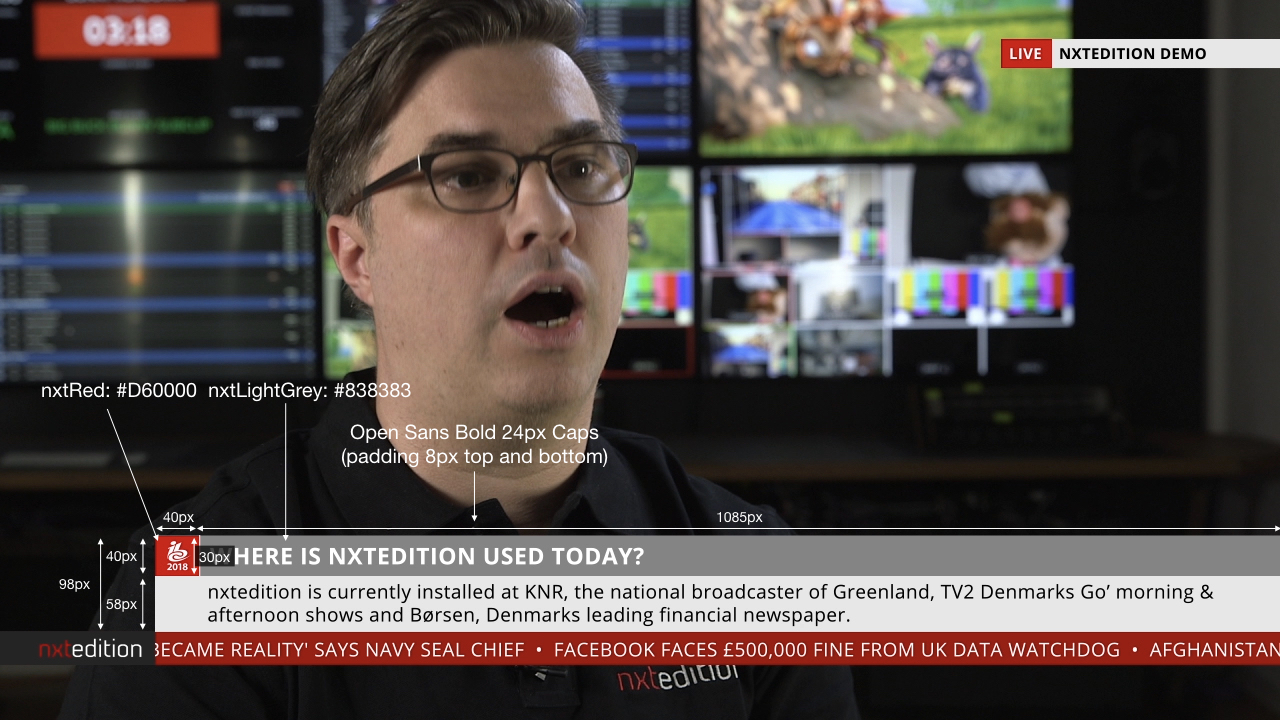 03:18
LIVE NXTEDITION DEMO
nxtRed: #D60000 nxtLightGrey: #838383
Open Sans Bold 24px Caps
(padding 8px top and bottom)
40px
1085px
40px
98px
58px
2018
30px
HERE IS NXTEDITION USED TODAY?
nxtedition is currently installed at KNR, the national broadcaster of Greenland, TV2 Denmarks Go’ morning &
afternoon shows and Børsen, Denmarks leading financial newspaper.
nxtedition
BECAME REALITY' SAYS NAVY SEAL CHIEF • FACEBOOK FACES £500,000 FINE FROM UK DATA WATCHDOG • AFGHANISTAN
nxtedition